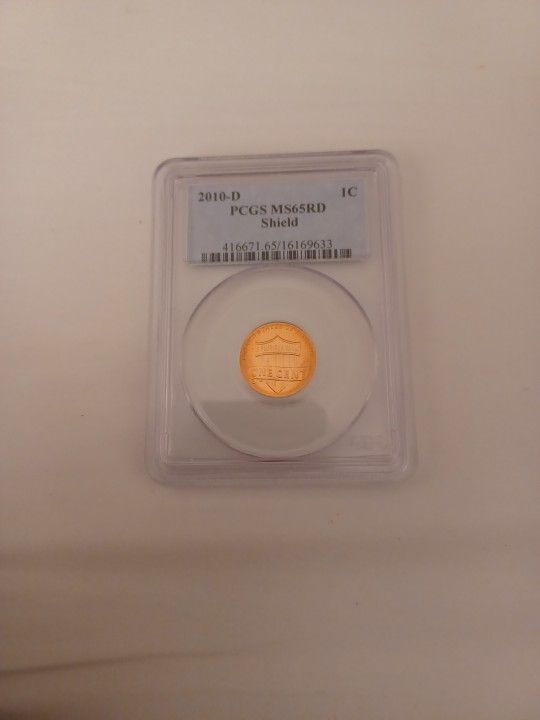 2010-D 1C
PCGS MS65RD
Shield
416671.65/16169633
ONE CENT